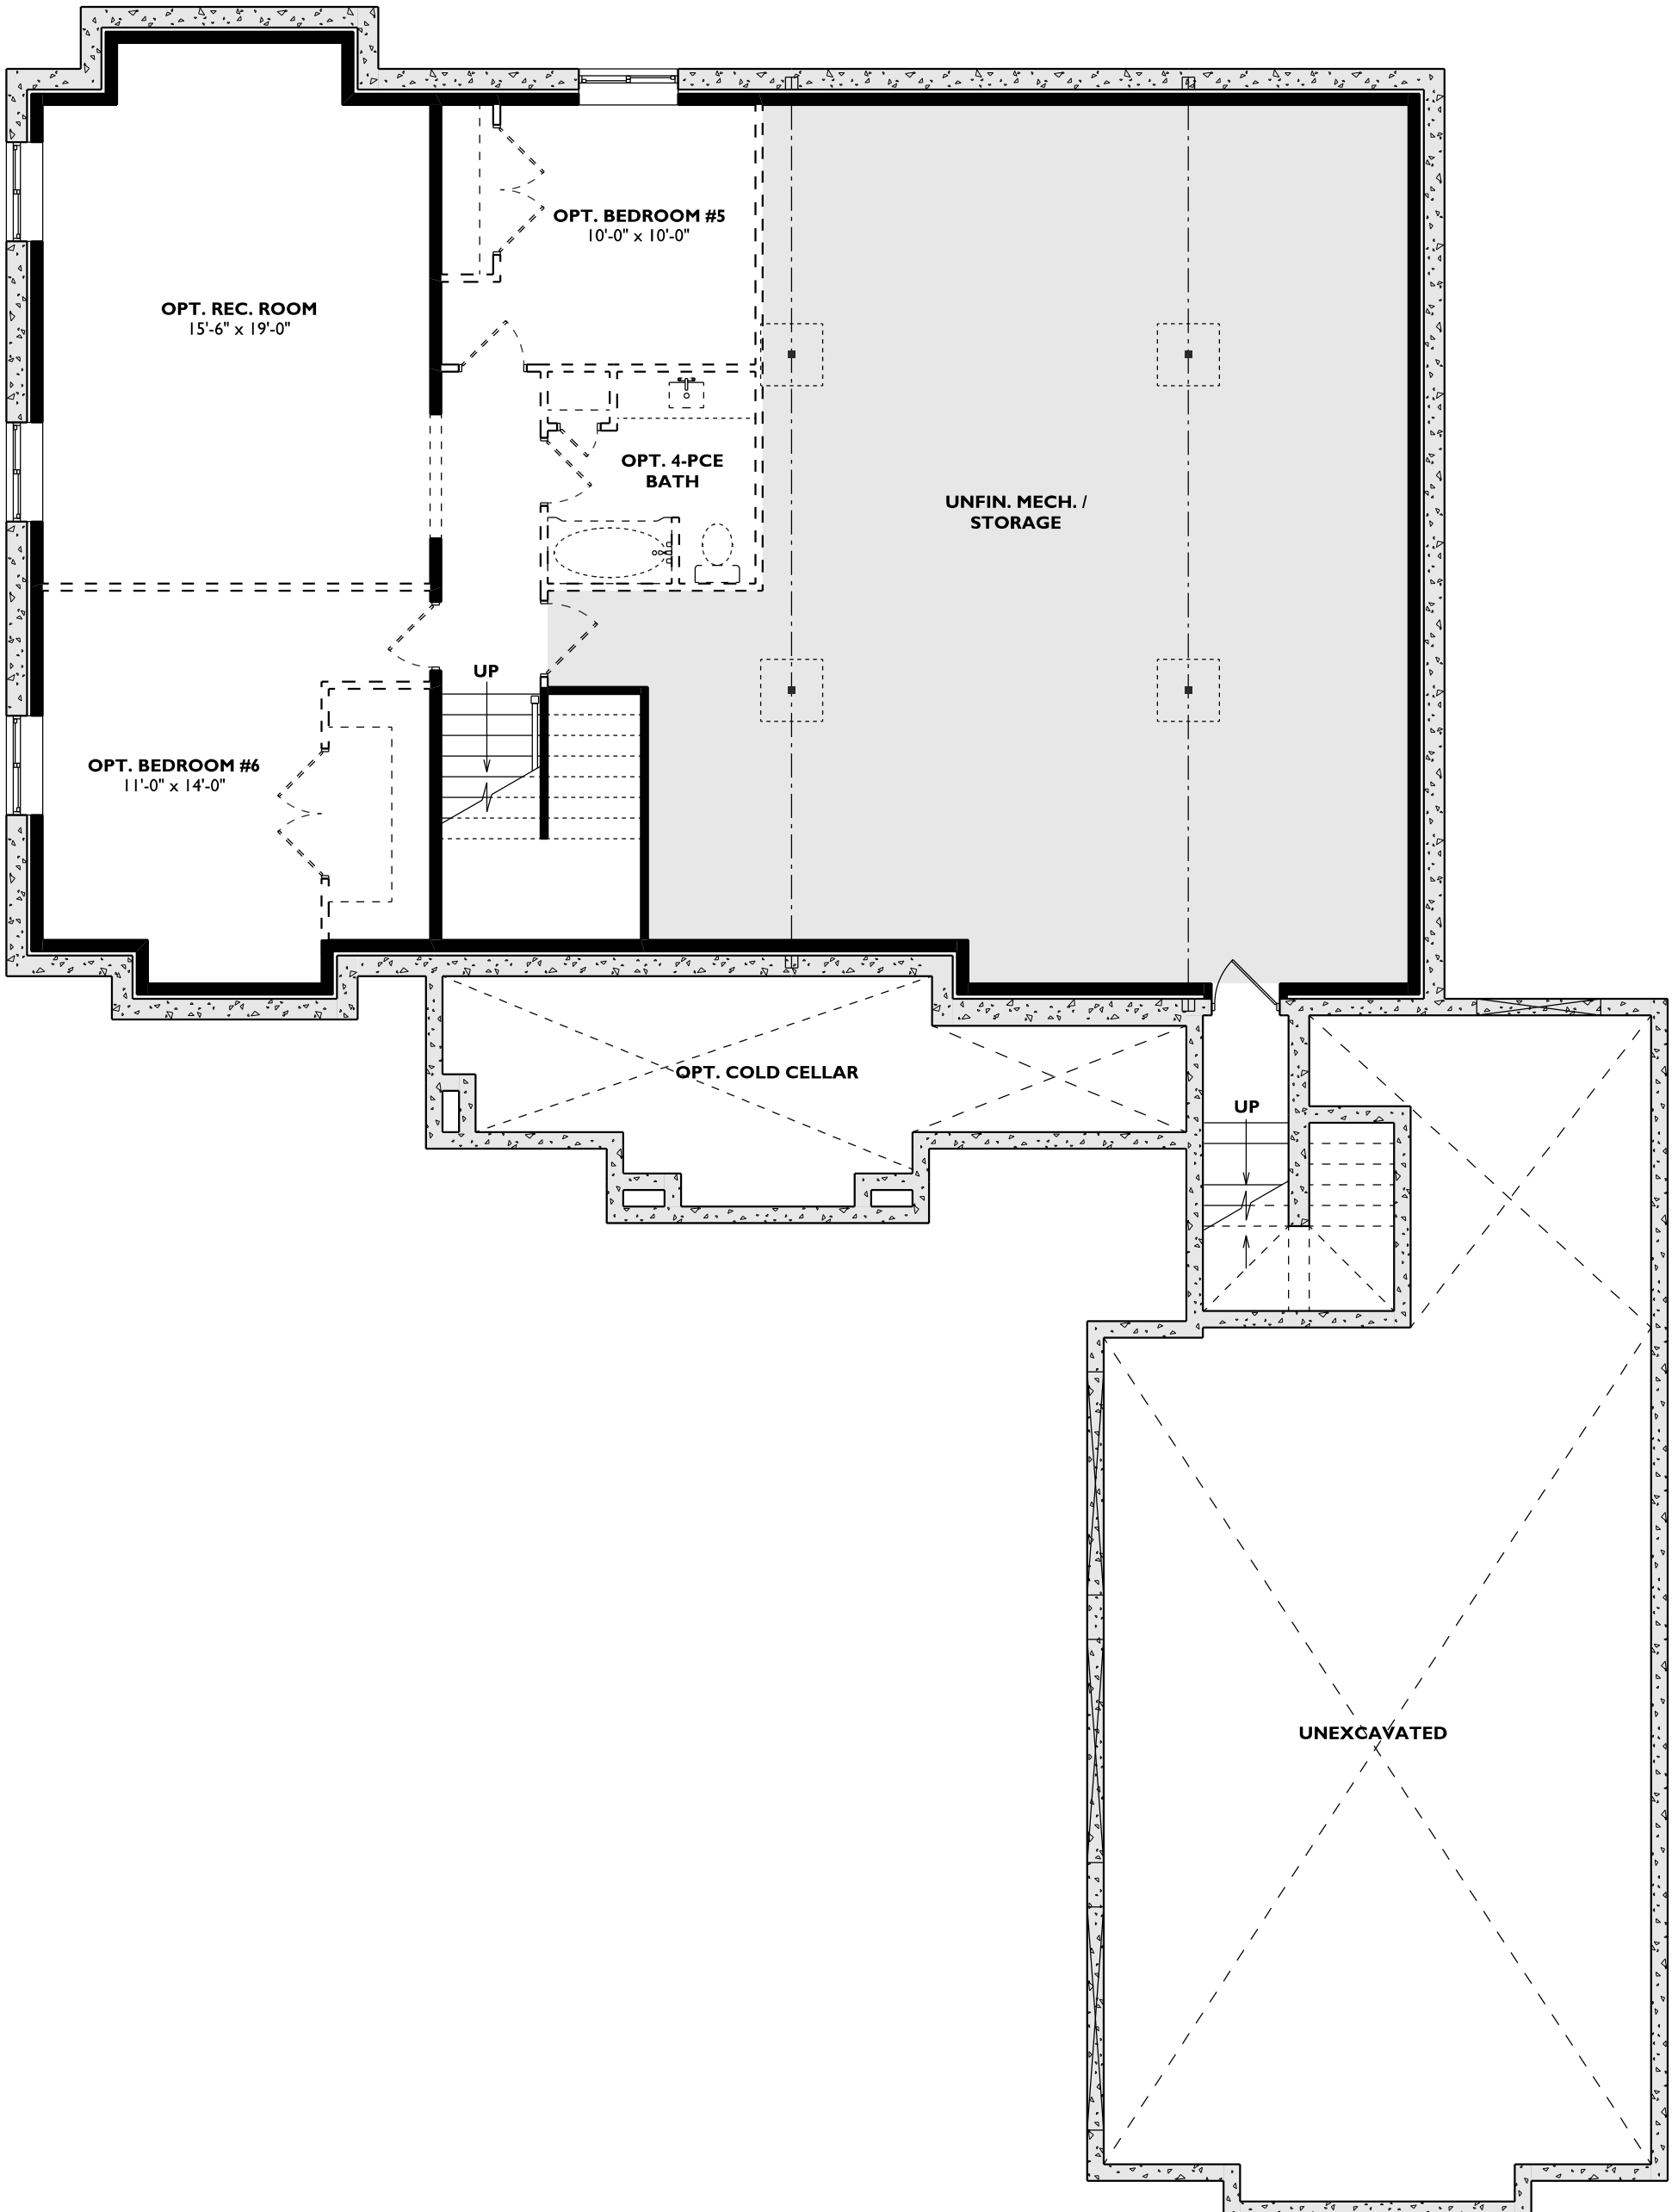 OPT. BEDROOM #5
10'-0" x 10'-0"
OPT. REC. ROOM
15'-6" x 19'-0"
OPT. 4-PCE
BATH
UNFIN. MECH. /
STORAGE
UP
OPT. BEDROOM #6
11'-0" x 14'-0"
OPT. COLD CELLAR
UP
UNEXCAVATED